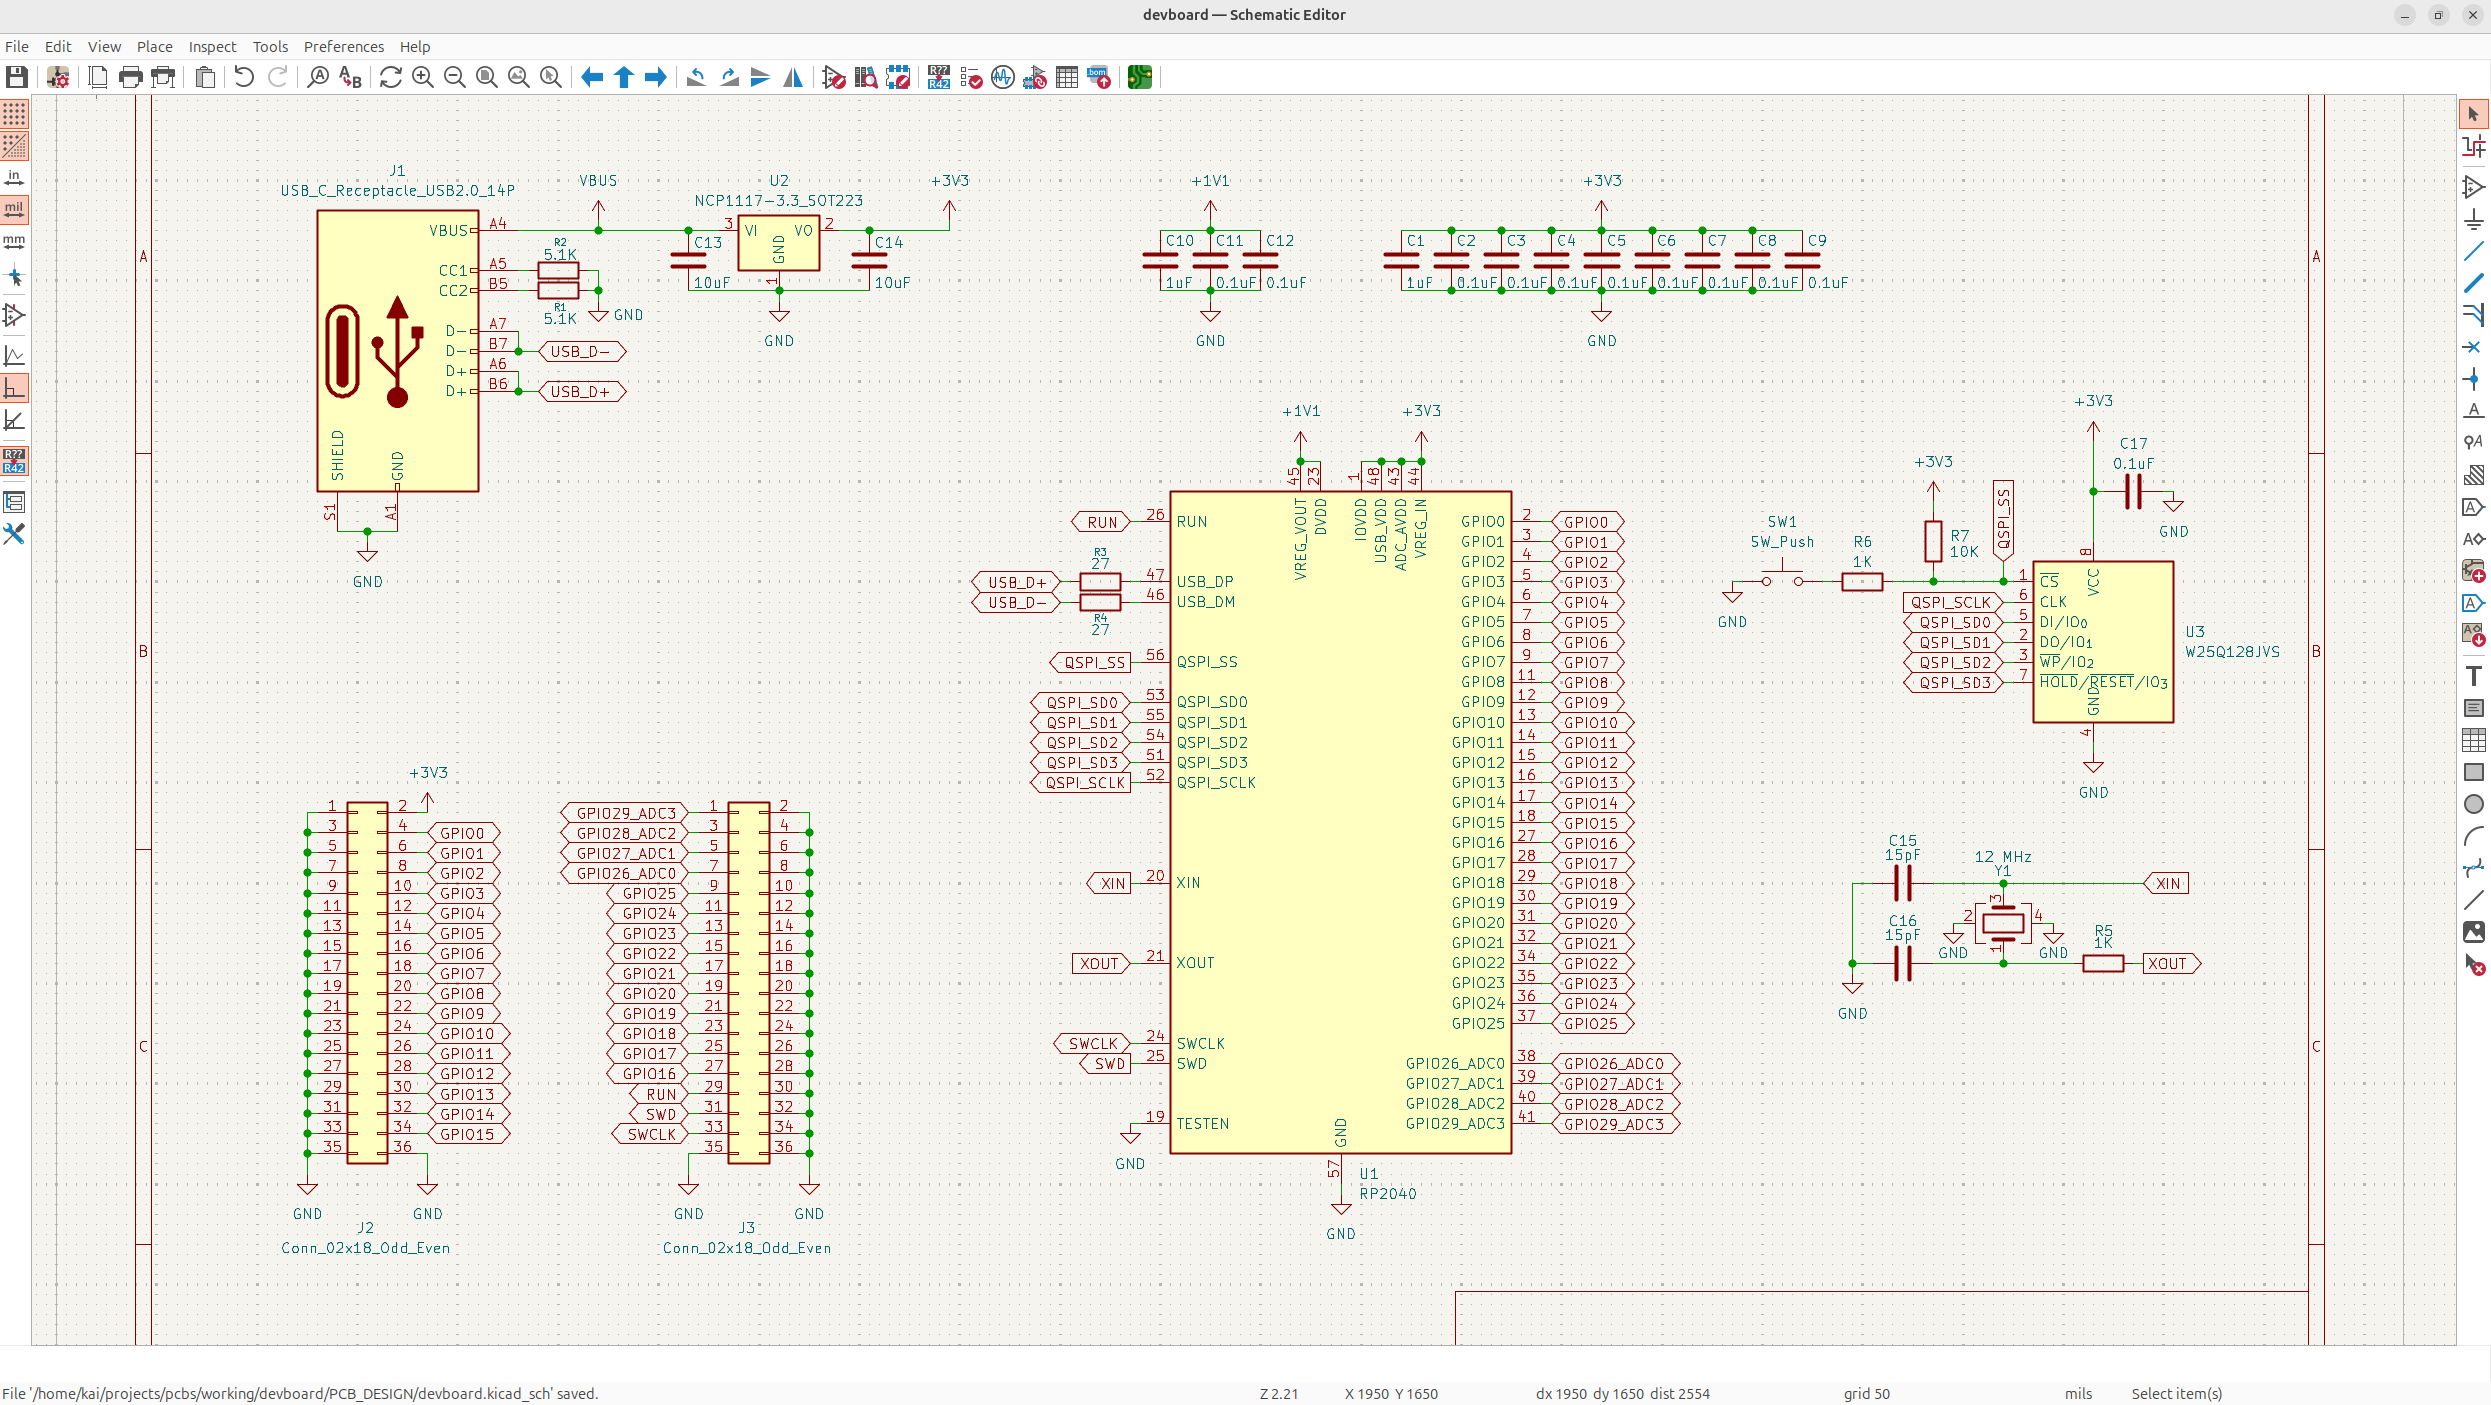 devboard — Schematic Editor
File Edit View Place Inspect Tools Preferences Help
in
mil
mm
R??
R42
A
B
C
J1
USB_C_Receptacle_USB2.0_14P
VBUS A4
CC1 A5
CC2 B5
D- A7
D- B7
D+ A6
D+ B6
SHIELD
GND
S1
A1
GND
R2
5.1K
R1
5.1K
GND
USB_D-
USB_D+
VBUS
C13
10uF
U2
NCP1117-3.3_SOT223
3 VI VO 2
GND
1
GND
C14
10uF
+3V3
+1V1
C10 C11 C12
1uF 0.1uF 0.1uF
GND
+3V3
C1 C2 C3 C4 C5 C6 C7 C8 C9
1uF 0.1uF 0.1uF 0.1uF 0.1uF 0.1uF 0.1uF 0.1uF 0.1uF
GND
+1V1
+3V3
45 23 1 48 43 44
VREG_VOUT
DVDD
IOVDD
USB_VDD
ADC_AVDD
VREG_IN
RUN 26 RUN
R3
27
USB_D+ 47 USB_DP
USB_D- 46 USB_DM
R4
27
QSPI_SS 56 QSPI_SS
QSPI_SD0 53 QSPI_SD0
QSPI_SD1 55 QSPI_SD1
QSPI_SD2 54 QSPI_SD2
QSPI_SD3 51 QSPI_SD3
QSPI_SCLK 52 QSPI_SCLK
XIN 20 XIN
XOUT 21 XOUT
SWCLK 24 SWCLK
SWD 25 SWD
19 TESTEN
GND
GPIO0 2 GPIO0
GPIO1 3 GPIO1
GPIO2 4 GPIO2
GPIO3 5 GPIO3
GPIO4 6 GPIO4
GPIO5 7 GPIO5
GPIO6 8 GPIO6
GPIO7 9 GPIO7
GPIO8 11 GPIO8
GPIO9 12 GPIO9
GPIO10 13 GPIO10
GPIO11 14 GPIO11
GPIO12 15 GPIO12
GPIO13 16 GPIO13
GPIO14 17 GPIO14
GPIO15 18 GPIO15
GPIO16 27 GPIO16
GPIO17 28 GPIO17
GPIO18 29 GPIO18
GPIO19 30 GPIO19
GPIO20 31 GPIO20
GPIO21 32 GPIO21
GPIO22 34 GPIO22
GPIO23 35 GPIO23
GPIO24 36 GPIO24
GPIO25 37 GPIO25
GPIO26_ADC0 38 GPIO26_ADC0
GPIO27_ADC1 39 GPIO27_ADC1
GPIO28_ADC2 40 GPIO28_ADC2
GPIO29_ADC3 41 GPIO29_ADC3
GND
57
U1
RP2040
GND
SW1
SW_Push
GND
R6
1K
+3V3
R7
10K
QSPI_SS
+3V3
C17
0.1uF
GND
8
VCC
1 CS
QSPI_SCLK 6 CLK
QSPI_SD0 5 DI/IO0
QSPI_SD1 2 DO/IO1
QSPI_SD2 3 WP/IO2
QSPI_SD3 7 HOLD/RESET/IO3
GND
4
GND
U3
W25Q128JVS
C15
15pF
C16
15pF
GND
12 MHz
Y1
3
2 4
1
GND GND
XIN
R5
1K
XOUT
+3V3
1 2
3 4 GPIO0
5 6 GPIO1
7 8 GPIO2
9 10 GPIO3
11 12 GPIO4
13 14 GPIO5
15 16 GPIO6
17 18 GPIO7
19 20 GPIO8
21 22 GPIO9
23 24 GPIO10
25 26 GPIO11
27 28 GPIO12
29 30 GPIO13
31 32 GPIO14
33 34 GPIO15
35 36
GND GND
J2
Conn_02x18_Odd_Even
GPIO29_ADC3 1 2
GPIO28_ADC2 3 4
GPIO27_ADC1 5 6
GPIO26_ADC0 7 8
GPIO25 9 10
GPIO24 11 12
GPIO23 13 14
GPIO22 15 16
GPIO21 17 18
GPIO20 19 20
GPIO19 21 22
GPIO18 23 24
GPIO17 25 26
GPIO16 27 28
RUN 29 30
SWD 31 32
SWCLK 33 34
35 36
GND GND
J3
Conn_02x18_Odd_Even
A
B
C
File '/home/kai/projects/pcbs/working/devboard/PCB_DESIGN/devboard.kicad_sch' saved.
Z 2.21 X 1950 Y 1650 dx 1950 dy 1650 dist 2554 grid 50 mils Select item(s)